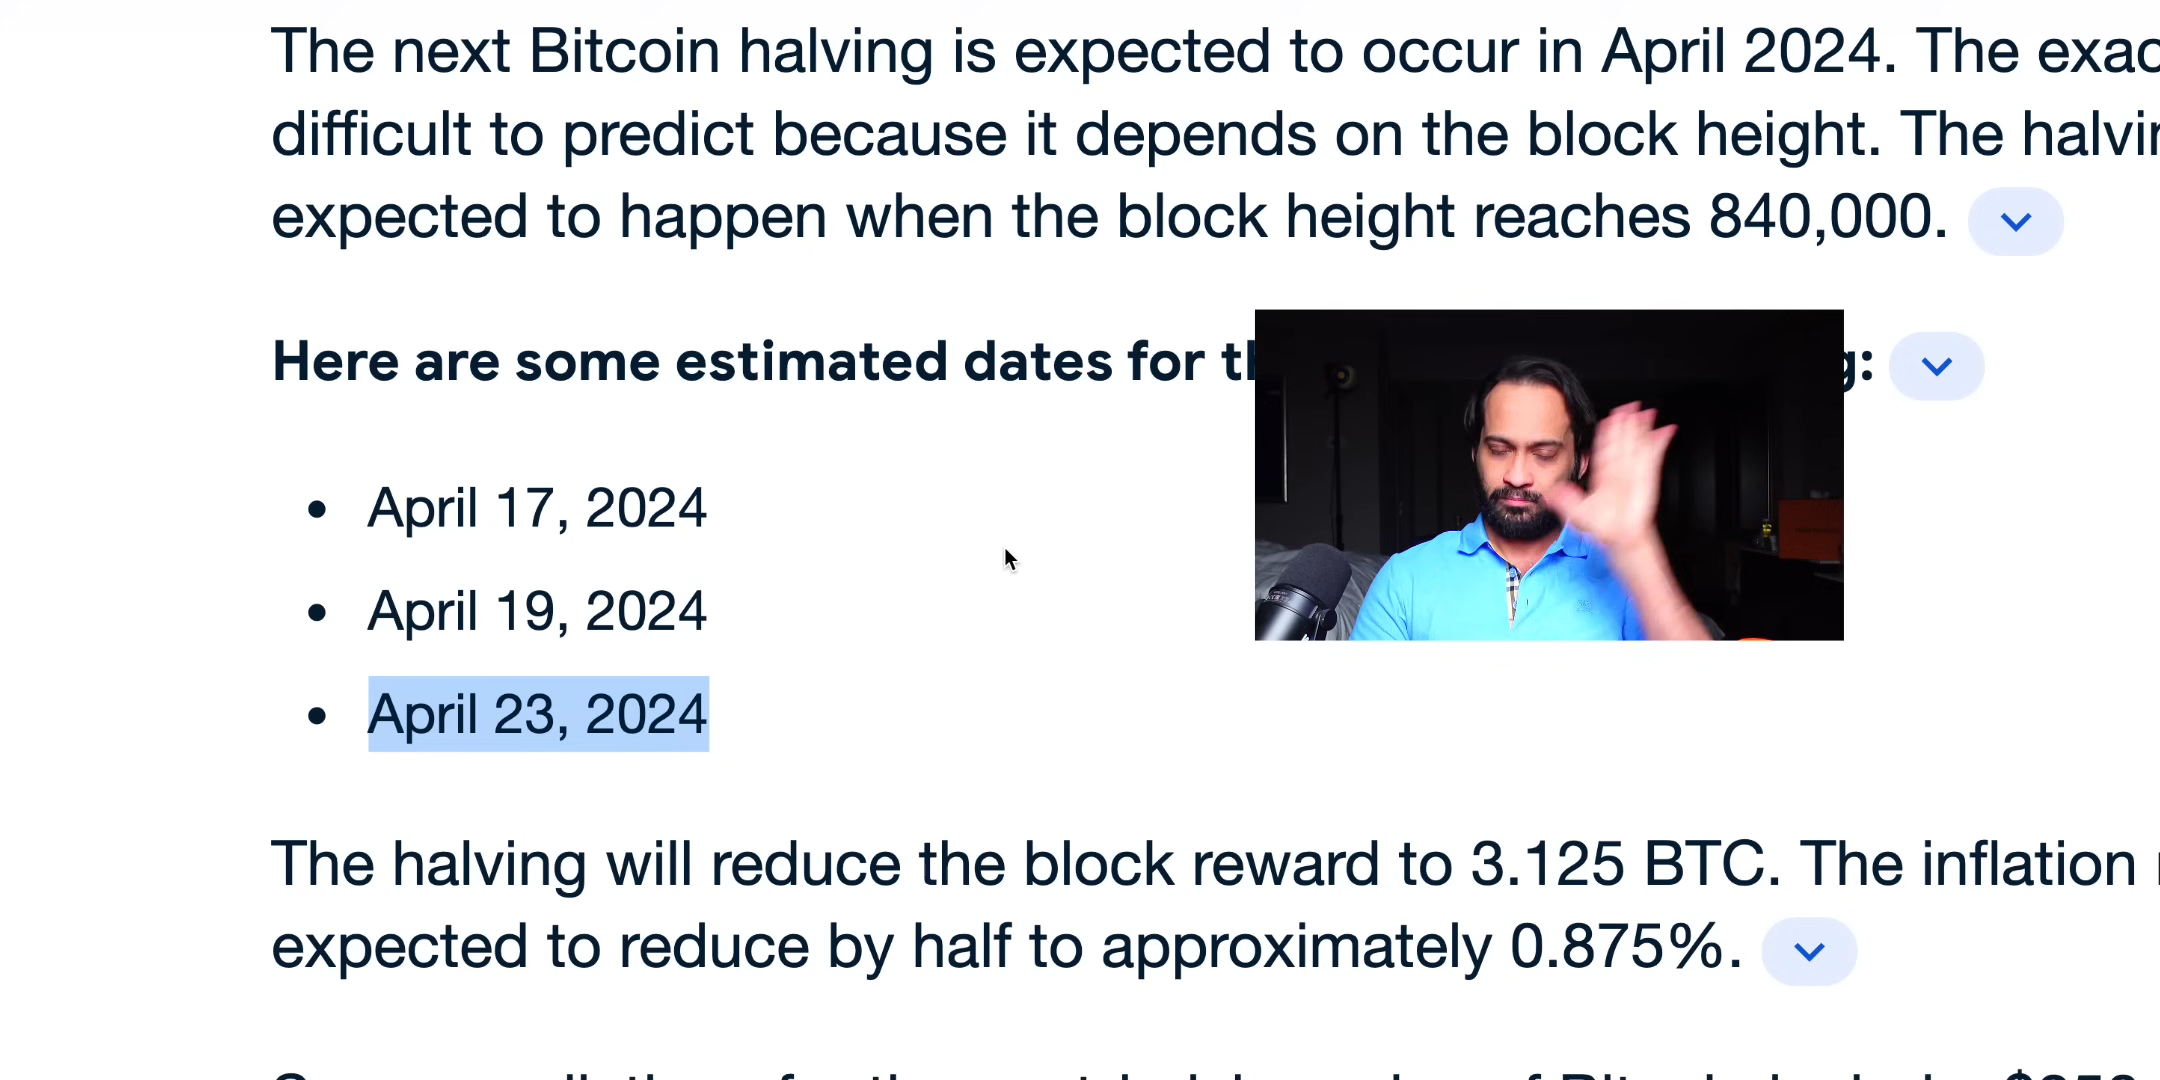 The next Bitcoin halving is expected to occur in April 2024. The
difficult to predict because it depends on the block height. The
expected to happen when the block height reaches 840,000.
Here are some estimated dates for
• April 17, 2024
• April 19, 2024
• April 23, 2024
The halving will reduce the block reward to 3.125 BTC. The inflation
expected to reduce by half to approximately 0.875%.